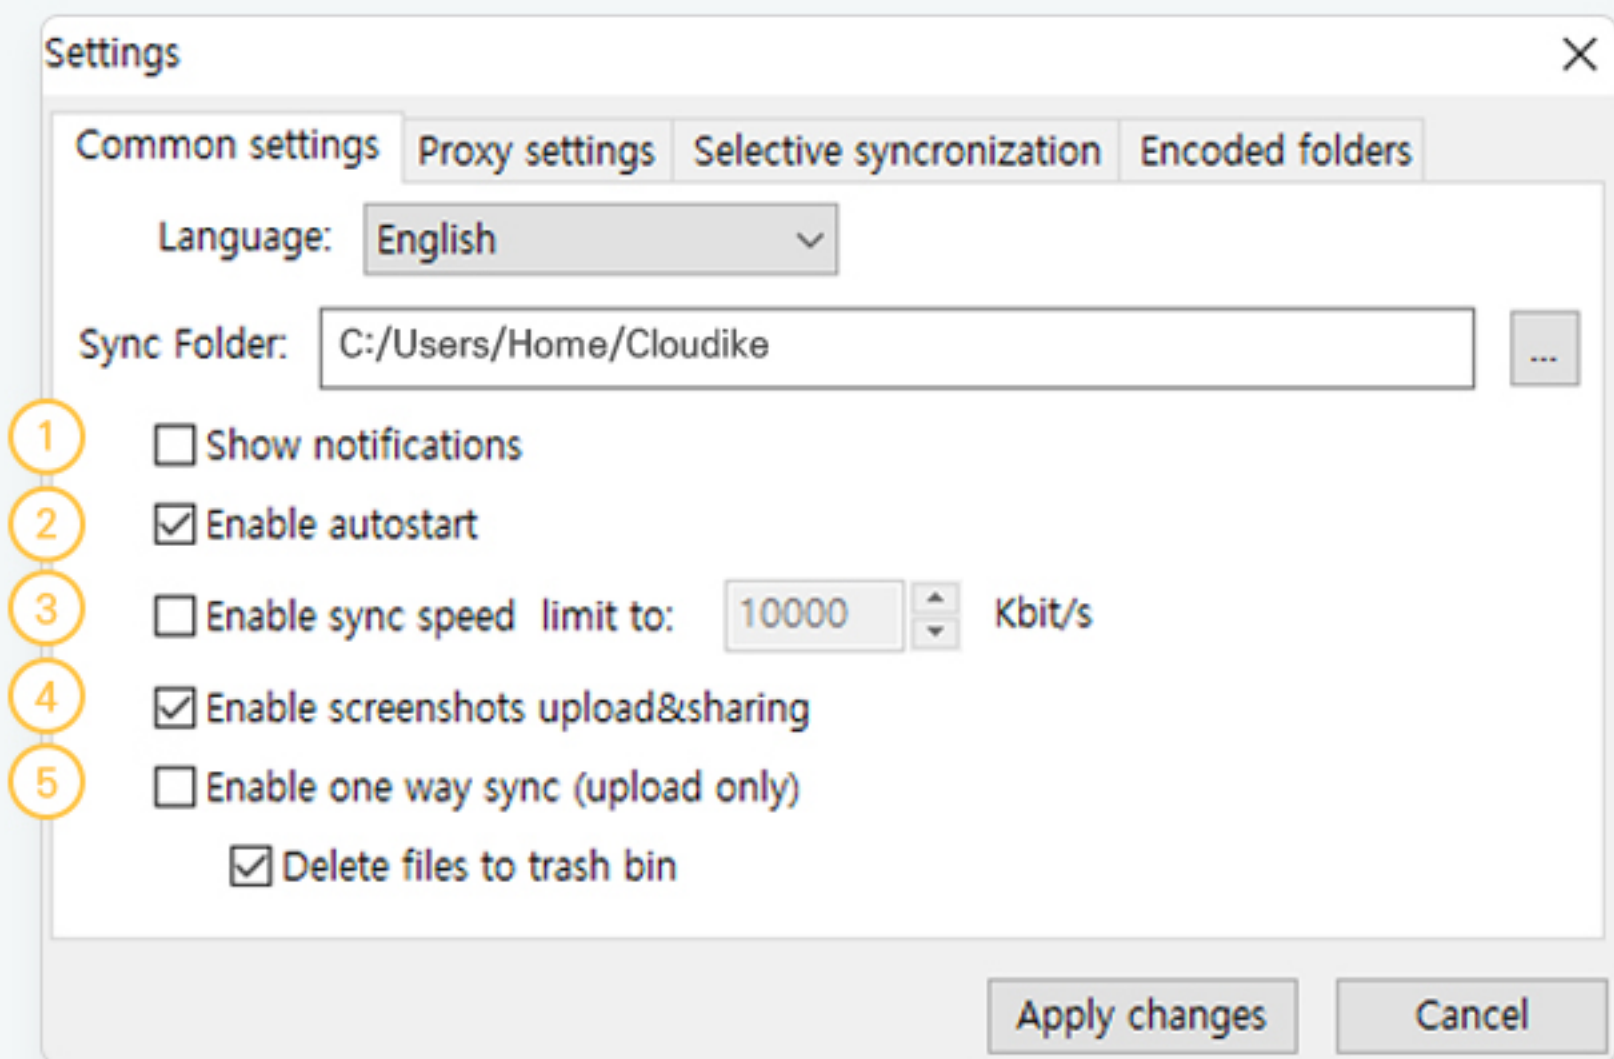 Settings
Common settings Proxy settings Selective syncronization Encoded folders
Language: English
Sync Folder: C:/Users/Home/Cloudike ...
1 Show notifications
2 Enable autostart
3 Enable sync speed limit to: 10000 Kbit/s
4 Enable screenshots upload&sharing
5 Enable one way sync (upload only)
Delete files to trash bin
Apply changes Cancel